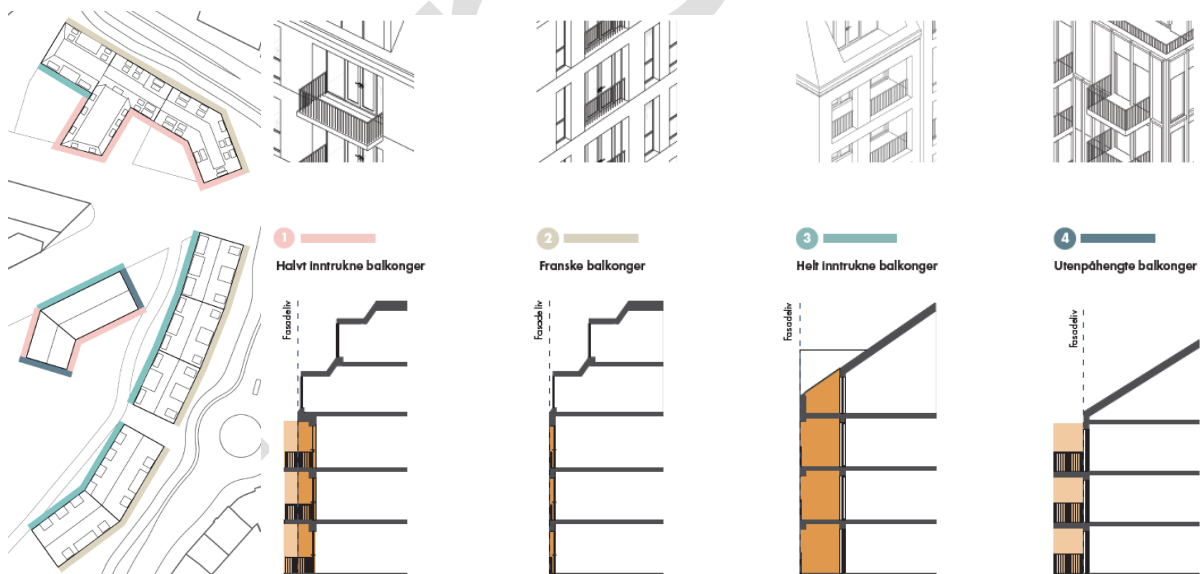 1
Halvt inntrukne balkonger
2
Franske balkonger
3
Helt inntrukne balkonger
4
Utenpåhengte balkonger
Fasadeliv
Fasadeliv
Fasadeliv
Fasadeliv